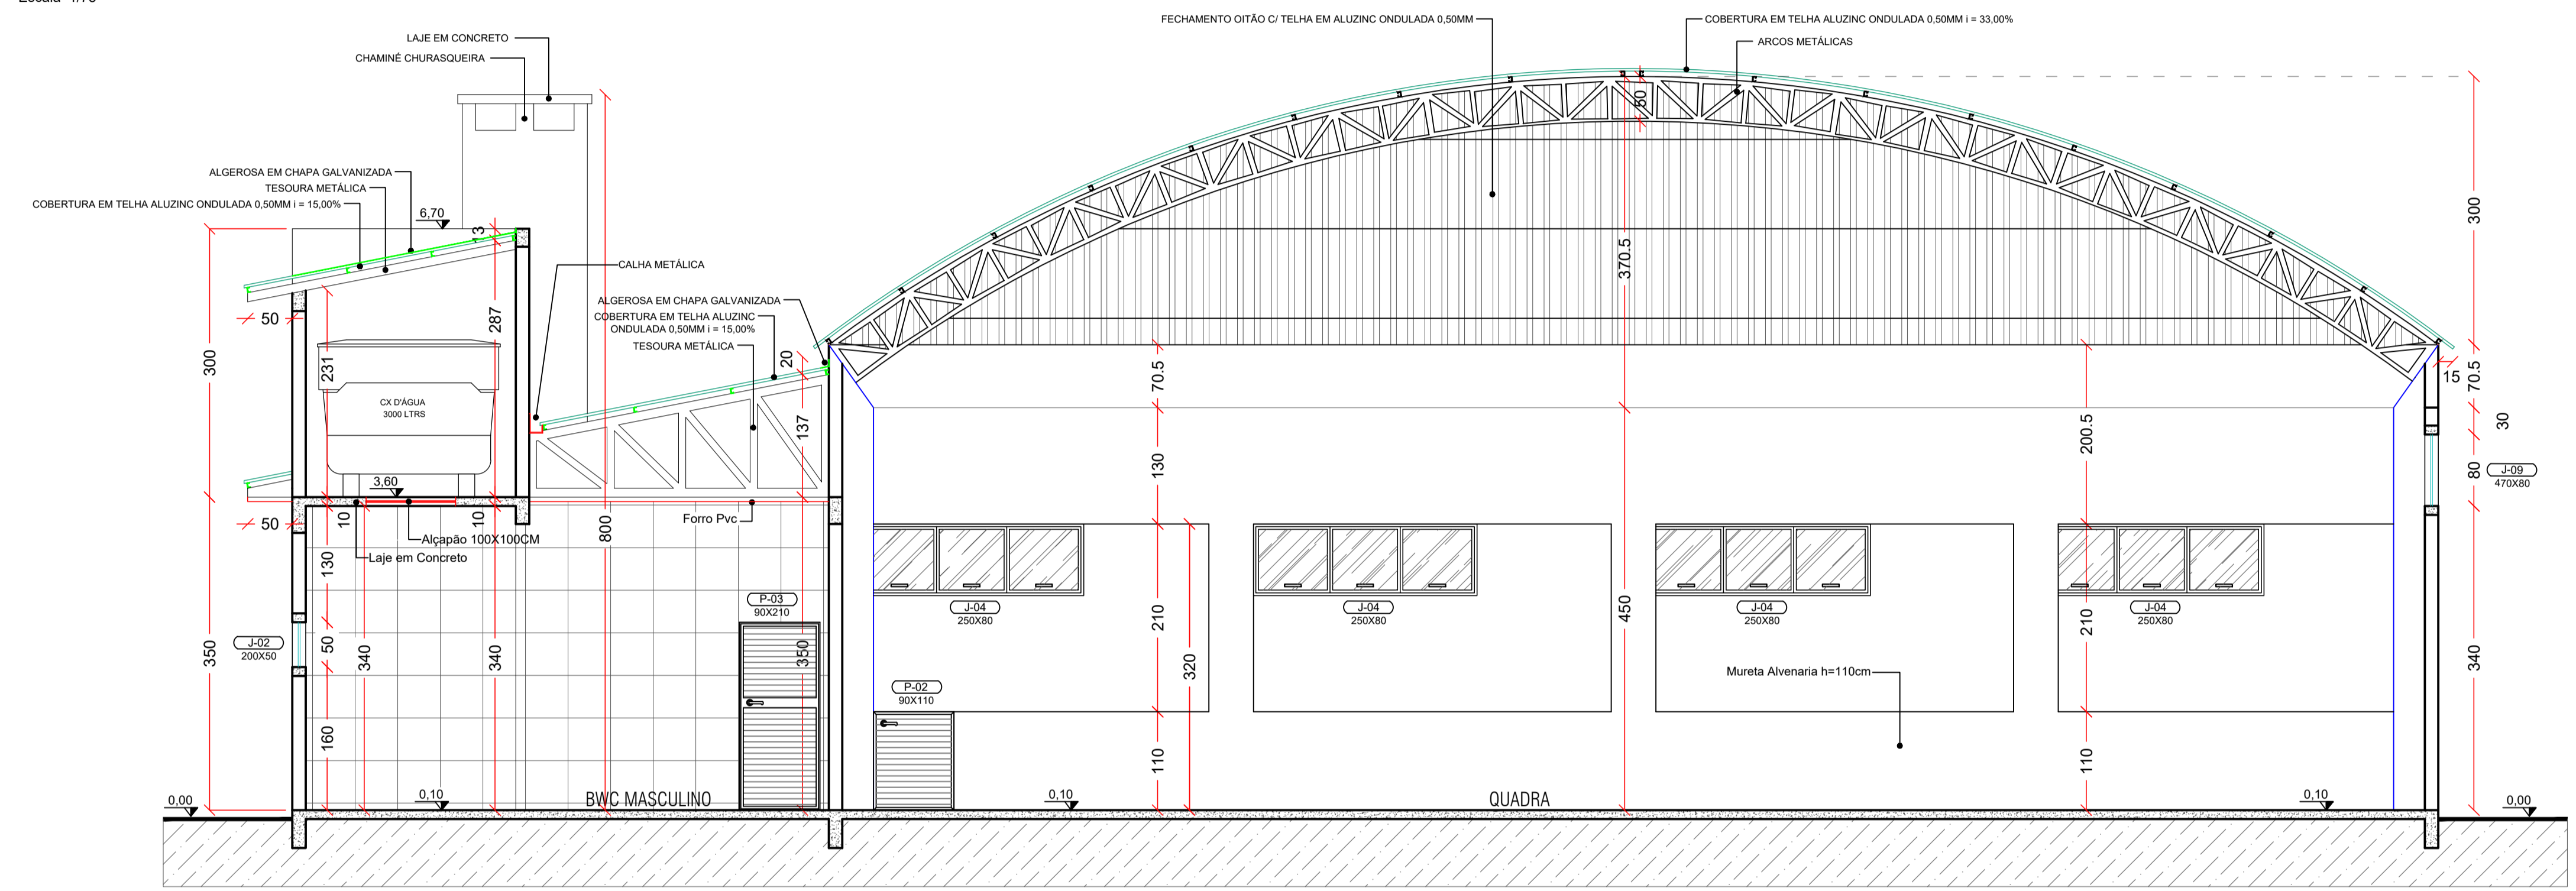 FECHAMENTO OITÃO C/ TELHA EM ALUZINC ONDULADA 0,50MM
COBERTURA EM TELHA ALUZINC ONDULADA 0,50MM i = 33,00%
LAJE EM CONCRETO
ARCOS METÁLICAS
CHAMINÉ CHURASQUEIRA
50
ALGEROSA EM CHAPA GALVANIZADA
TESOURA METÁLICA
COBERTURA EM TELHA ALUZINC ONDULADA 0,50MM i = 15,00%
6,70
300
13
370.5
CALHA METÁLICA
ALGEROSA EM CHAPA GALVANIZADA
COBERTURA EM TELHA ALUZINC
ONDULADA 0,50MM i = 15,00%
TESOURA METÁLICA
50
287
300
231
20
70.5
70.5
15
CX D'ÁGUA
3000 LTRS
137
30
200.5
130
80
J-09
470X80
3,60
50
10
10
Forro Pvc
800
Alçapão 100X100CM
Laje em Concreto
130
P-03
90X210
J-04
250X80
J-04
250X80
J-04
250X80
J-04
250X80
450
210
210
320
J-02
200X50
350
50
340
340
350
340
Mureta Alvenaria h=110cm
P-02
90X110
160
110
110
0,00
0,10
BWC MASCULINO
0,10
QUADRA
0,10
0,00